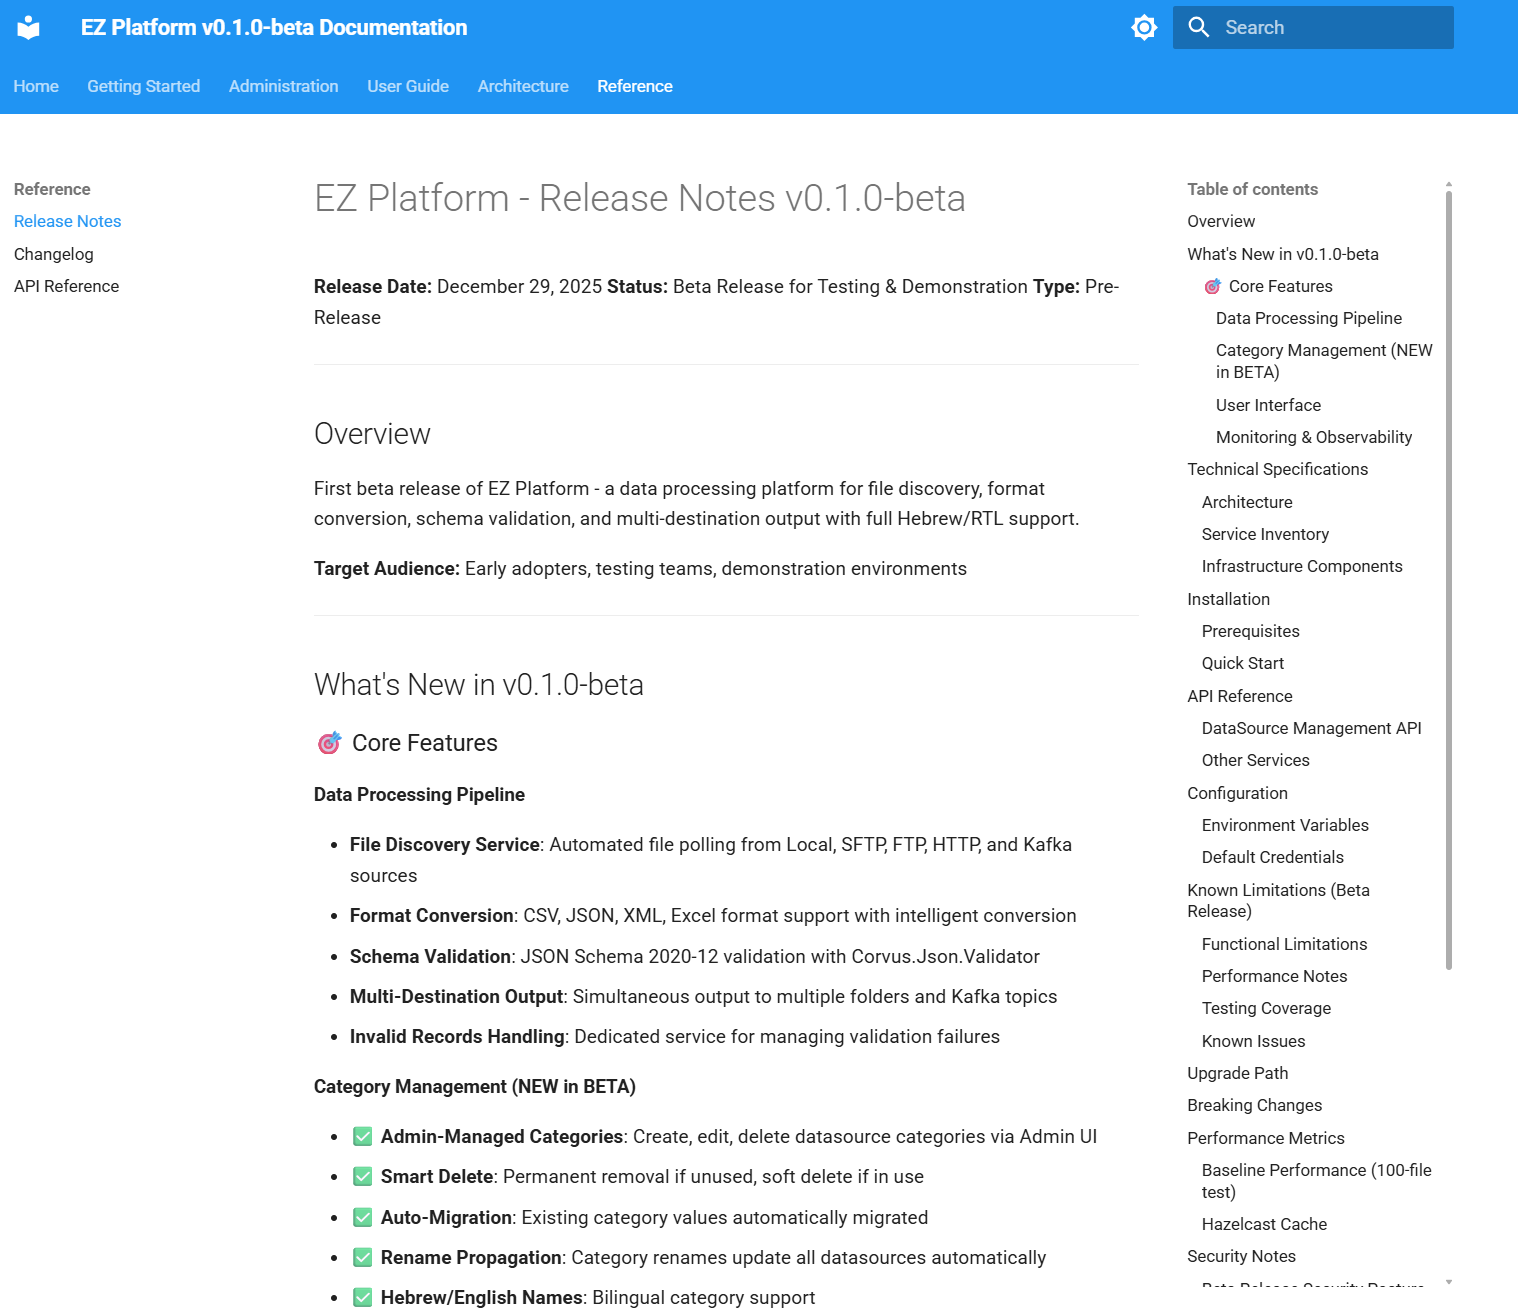 EZ Platform v0.1.0-beta Documentation
Search
Home
Getting Started
Administration
User Guide
Architecture
Reference
Reference
Release Notes
Changelog
API Reference
EZ Platform - Release Notes v0.1.0-beta
Release Date: December 29, 2025 Status: Beta Release for Testing & Demonstration Type: Pre-
Release
Overview
First beta release of EZ Platform - a data processing platform for file discovery, format
conversion, schema validation, and multi-destination output with full Hebrew/RTL support.
Target Audience: Early adopters, testing teams, demonstration environments
What's New in v0.1.0-beta
Core Features
Data Processing Pipeline
File Discovery Service: Automated file polling from Local, SFTP, FTP, HTTP, and Kafka
sources
Format Conversion: CSV, JSON, XML, Excel format support with intelligent conversion
Schema Validation: JSON Schema 2020-12 validation with Corvus.Json.Validator
Multi-Destination Output: Simultaneous output to multiple folders and Kafka topics
Invalid Records Handling: Dedicated service for managing validation failures
Category Management (NEW in BETA)
✅ Admin-Managed Categories: Create, edit, delete datasource categories via Admin UI
✅ Smart Delete: Permanent removal if unused, soft delete if in use
✅ Auto-Migration: Existing category values automatically migrated
✅ Rename Propagation: Category renames update all datasources automatically
✅ Hebrew/English Names: Bilingual category support
Table of contents
Overview
What's New in v0.1.0-beta
Core Features
Data Processing Pipeline
Category Management (NEW
in BETA)
User Interface
Monitoring & Observability
Technical Specifications
Architecture
Service Inventory
Infrastructure Components
Installation
Prerequisites
Quick Start
API Reference
DataSource Management API
Other Services
Configuration
Environment Variables
Default Credentials
Known Limitations (Beta
Release)
Functional Limitations
Performance Notes
Testing Coverage
Known Issues
Upgrade Path
Breaking Changes
Performance Metrics
Baseline Performance (100-file
test)
Hazelcast Cache
Security Notes
Beta Release Security Posture